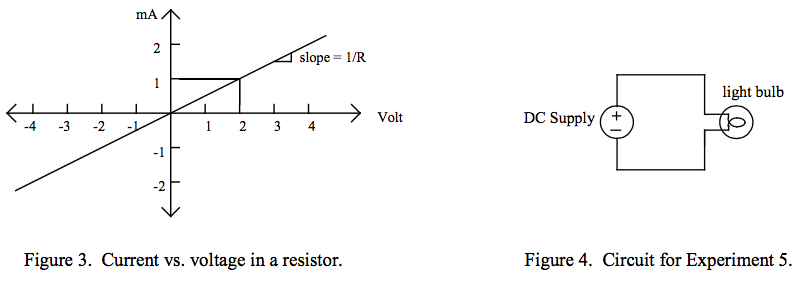 mA
2
slope = 1/R
1
-4 -3 -2 -1 1 2 3 4 Volt
-1
-2
Figure 3. Current vs. voltage in a resistor.
light bulb
DC Supply + −
Figure 4. Circuit for Experiment 5.